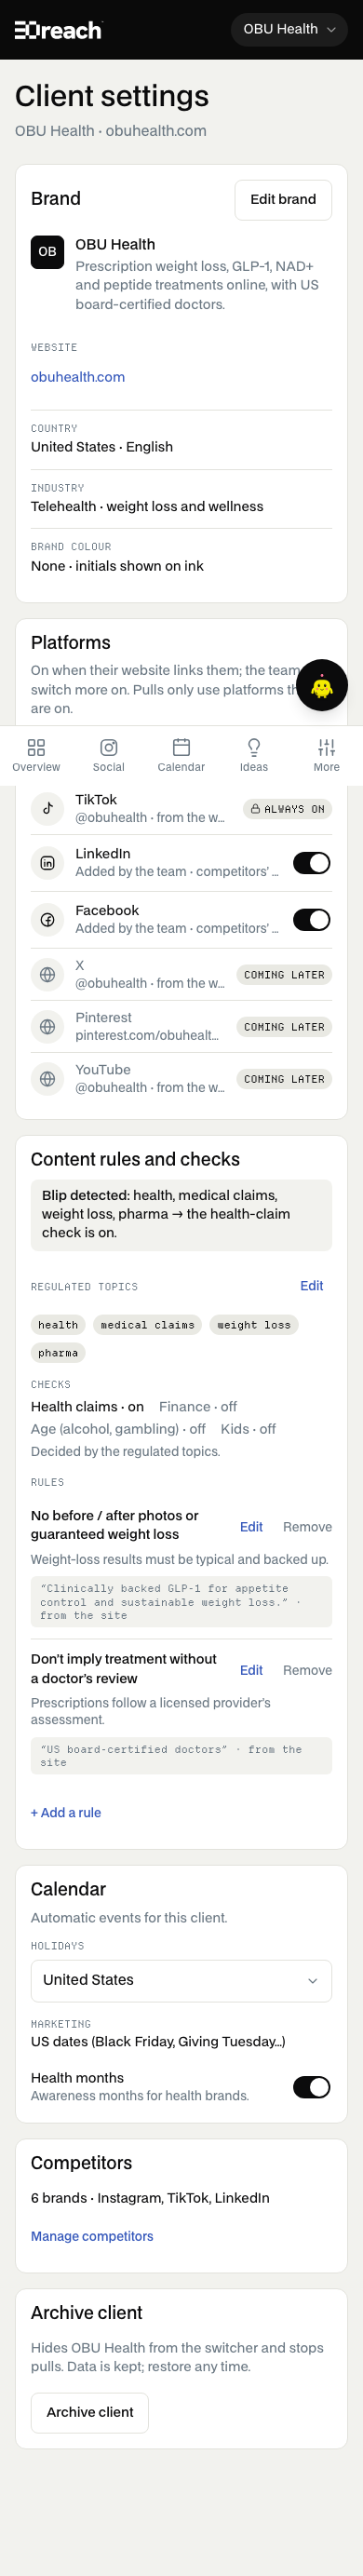 reach
OBU Health
Client settings
OBU Health · obuhealth.com
Brand
Edit brand
OB
OBU Health
Prescription weight loss, GLP-1, NAD+
and peptide treatments online, with US
board-certified doctors.
WEBSITE
obuhealth.com
COUNTRY
United States · English
INDUSTRY
Telehealth · weight loss and wellness
BRAND COLOUR
None · initials shown on ink
Platforms
On when their website links them; the team
switch more on. Pulls only use platforms
are on.
Overview
Social
Calendar
Ideas
More
TikTok
@obuhealth · from the w…
ALWAYS ON
LinkedIn
Added by the team · competitors' …
Facebook
Added by the team · competitors' …
X
@obuhealth · from the w…
COMING LATER
Pinterest
pinterest.com/obuhealt…
COMING LATER
YouTube
@obuhealth · from the w…
COMING LATER
Content rules and checks
Blip detected: health, medical claims,
weight loss, pharma → the health-claim
check is on.
REGULATED TOPICS
Edit
health
medical claims
weight loss
pharma
CHECKS
Health claims · on Finance · off
Age (alcohol, gambling) · off Kids · off
Decided by the regulated topics.
RULES
No before / after photos or
guaranteed weight loss
Edit
Remove
Weight-loss results must be typical and backed up.
“Clinically backed GLP-1 for appetite
control and sustainable weight loss.” ·
from the site
Don't imply treatment without
a doctor's review
Edit
Remove
Prescriptions follow a licensed provider's
assessment.
“US board-certified doctors” · from the
site
+ Add a rule
Calendar
Automatic events for this client.
HOLIDAYS
United States
MARKETING
US dates (Black Friday, Giving Tuesday…)
Health months
Awareness months for health brands.
Competitors
6 brands · Instagram, TikTok, LinkedIn
Manage competitors
Archive client
Hides OBU Health from the switcher and stops
pulls. Data is kept; restore any time.
Archive client